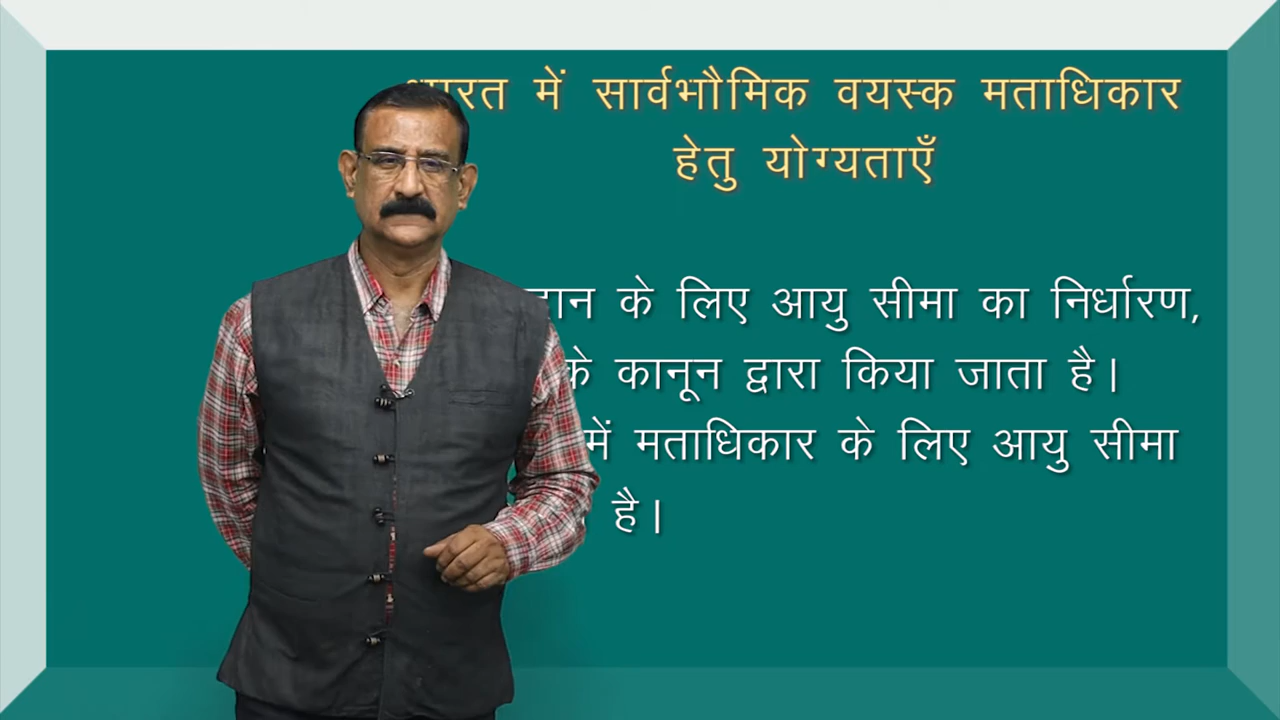 में सार्वभौमिक वयस्क मताधिकार
हेतु योग्यताएँ
के लिए आयु सीमा का निर्धारण,
के कानून द्वारा किया जाता है।
में मताधिकार के लिए आयु सीमा
है।